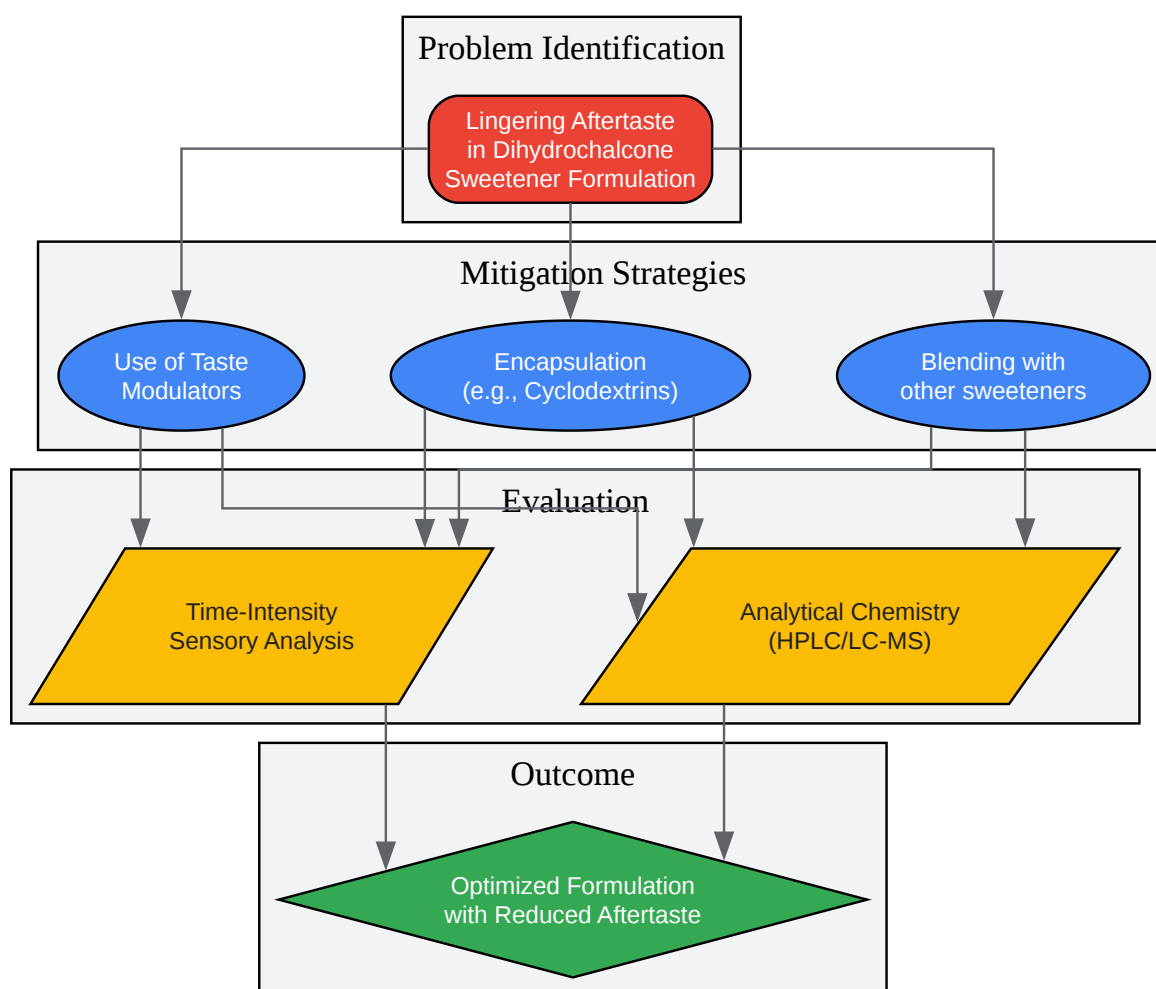 Problem Identification
Lingering Aftertaste
in Dihydrochalcone
Sweetener Formulation
Mitigation Strategies
Use of Taste
Modulators
Encapsulation
(e.g., Cyclodextrins)
Blending with
other sweeteners
Evaluation
Time-Intensity
Sensory Analysis
Analytical Chemistry
(HPLC/LC-MS)
Outcome
Optimized Formulation
with Reduced Aftertaste